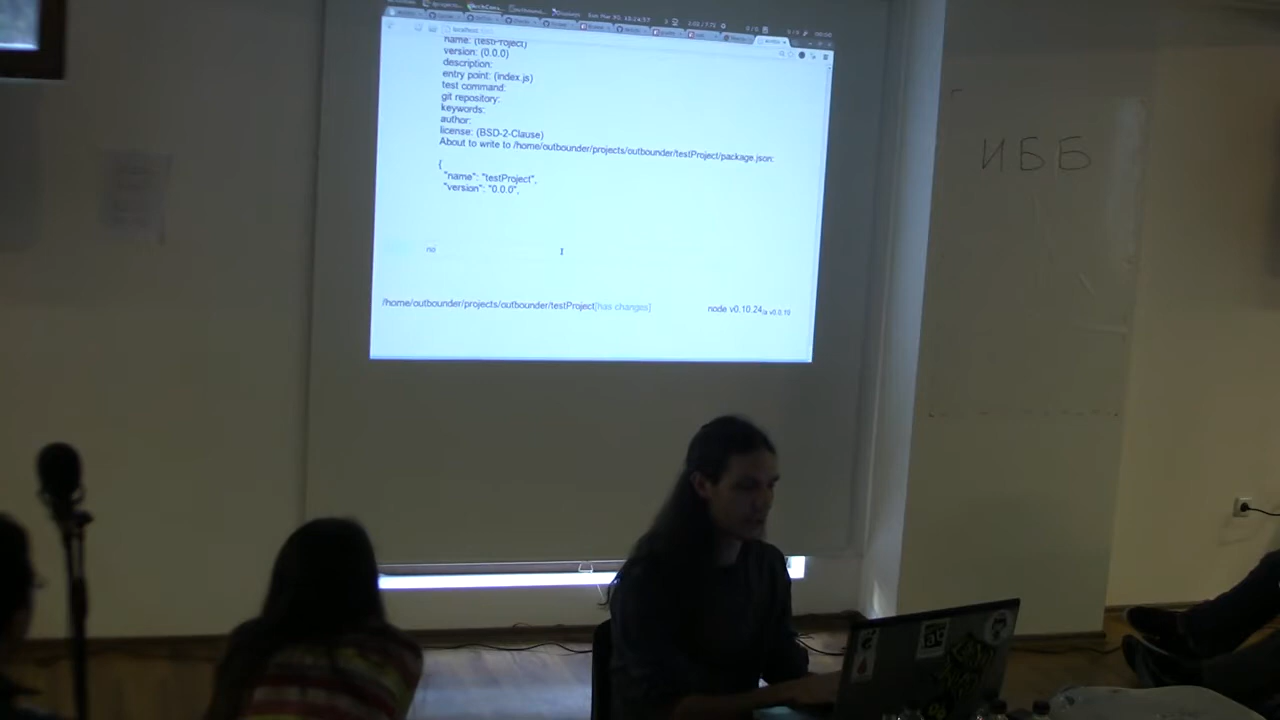 localhost
name: (testProject)
version: (0.0.0)
description:
entry point: (index.js)
test command:
git repository:
keywords:
author:
license: (BSD-2-Clause)
About to write to /home/outbounder/projects/outbounder/testProject/package.json:
{
"name": "testProject",
"version": "0.0.0",
no
/home/outbounder/projects/outbounder/testProject[has changes]
node v0.10.24
ИББ